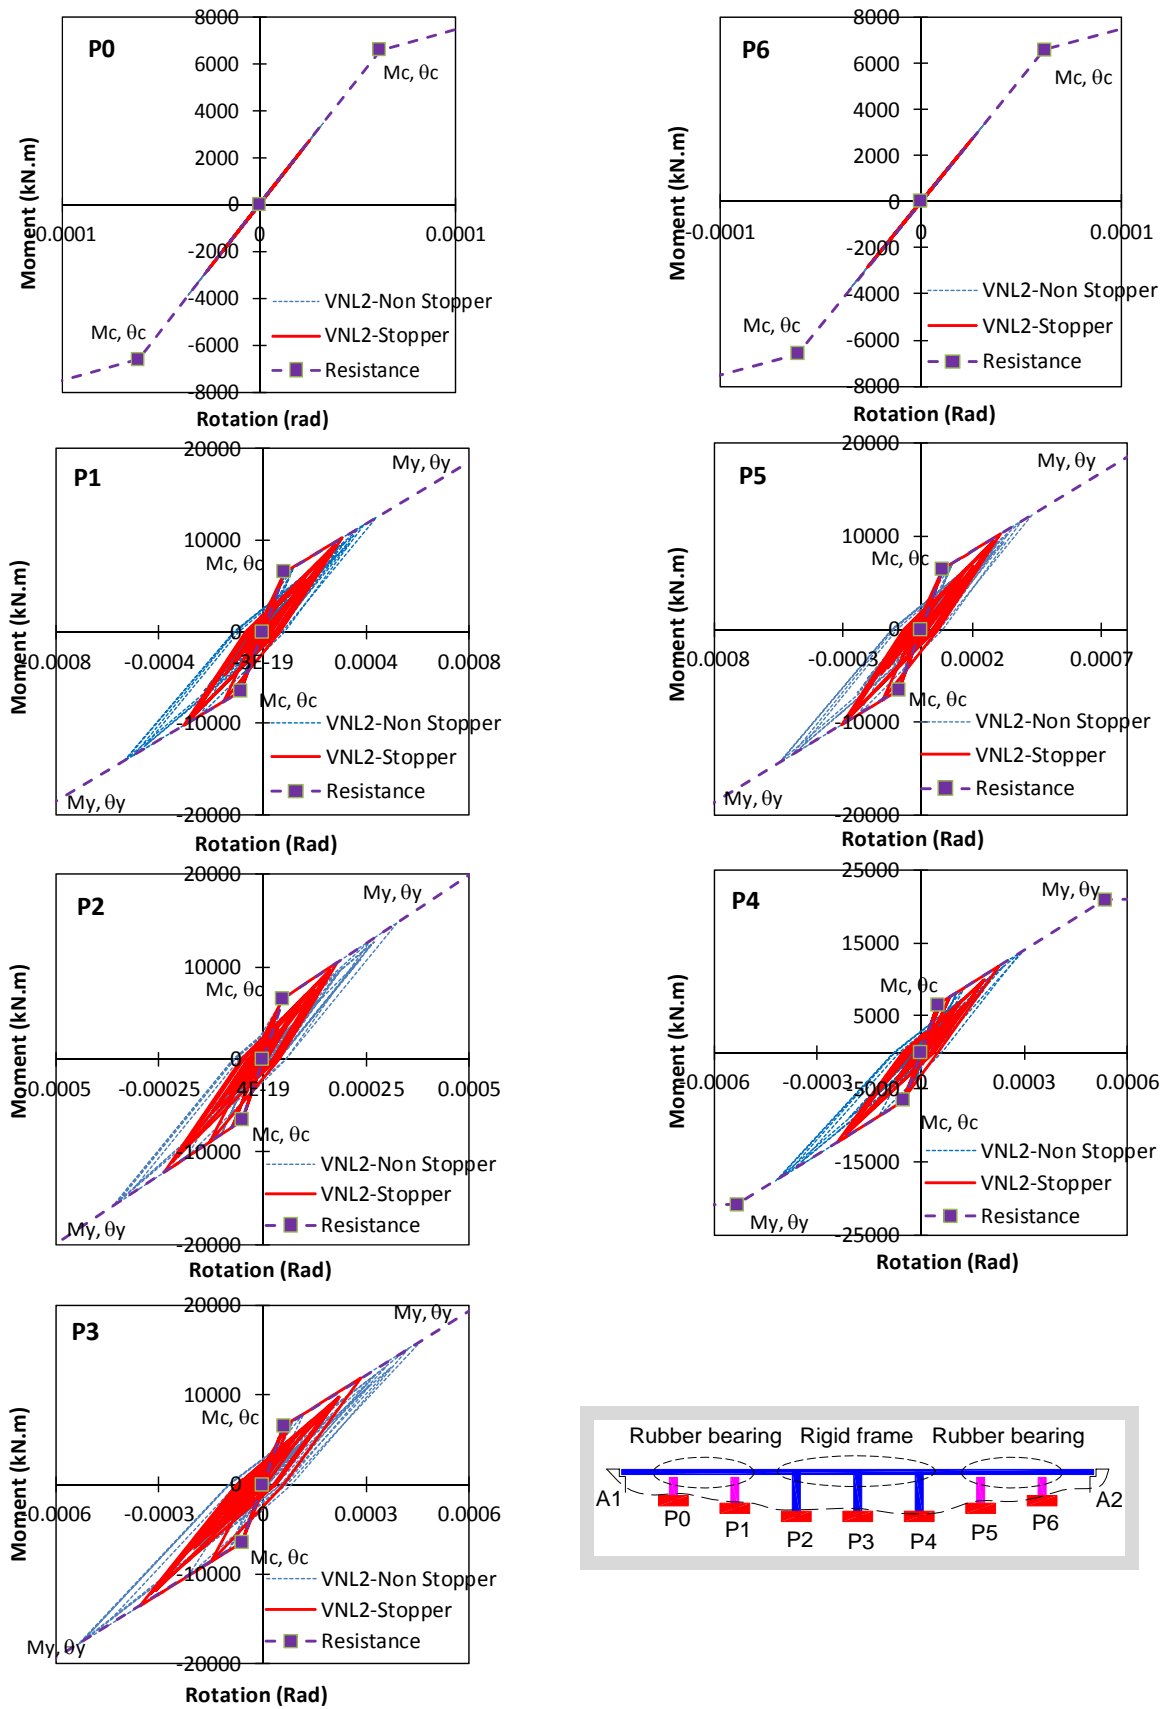 P0
8000
6000
4000
2000
0
-2000
-4000
-6000
-8000
0.0001
0
0.0001
Mc, θc
Mc, θc
VNL2-Non Stopper
VNL2-Stopper
Resistance
Moment (kN.m)
Rotation (rad)
P6
8000
6000
4000
2000
0
-2000
-4000
-6000
-8000
-0.0001
0
0.0001
Mc, θc
Mc, θc
VNL2-Non Stopper
VNL2-Stopper
Resistance
Moment (kN.m)
Rotation (Rad)
P1
20000
10000
0
-10000
-20000
-0.0008
-0.0004
-3E-19
0.0004
0.0008
My, θy
Mc, θc
Mc, θc
My, θy
VNL2-Non Stopper
VNL2-Stopper
Resistance
Moment (kN.m)
Rotation (Rad)
P5
20000
10000
0
-10000
-20000
-0.0008
-0.0003
0.0002
0.0007
My, θy
Mc, θc
Mc, θc
My, θy
VNL2-Non Stopper
VNL2-Stopper
Resistance
Moment (kN.m)
Rotation (Rad)
P2
20000
10000
0
-10000
-20000
-0.0005
-0.00025
4E-19
0.00025
0.0005
My, θy
Mc, θc
Mc, θc
My, θy
VNL2-Non Stopper
VNL2-Stopper
Resistance
Moment (kN.m)
Rotation (Rad)
P4
25000
15000
5000
-5000
-15000
-25000
-0.0006
-0.0003
0
0.0003
0.0006
My, θy
Mc, θc
Mc, θc
My, θy
VNL2-Non Stopper
VNL2-Stopper
Resistance
Moment (kN.m)
Rotation (Rad)
P3
20000
10000
0
-10000
-20000
-0.0006
-0.0003
0
0.0003
0.0006
My, θy
Mc, θc
Mc, θc
My, θy
VNL2-Non Stopper
VNL2-Stopper
Resistance
Moment (kN.m)
Rotation (Rad)
Rubber bearing Rigid frame Rubber bearing
A1 P0 P1 P2 P3 P4 P5 P6 A2